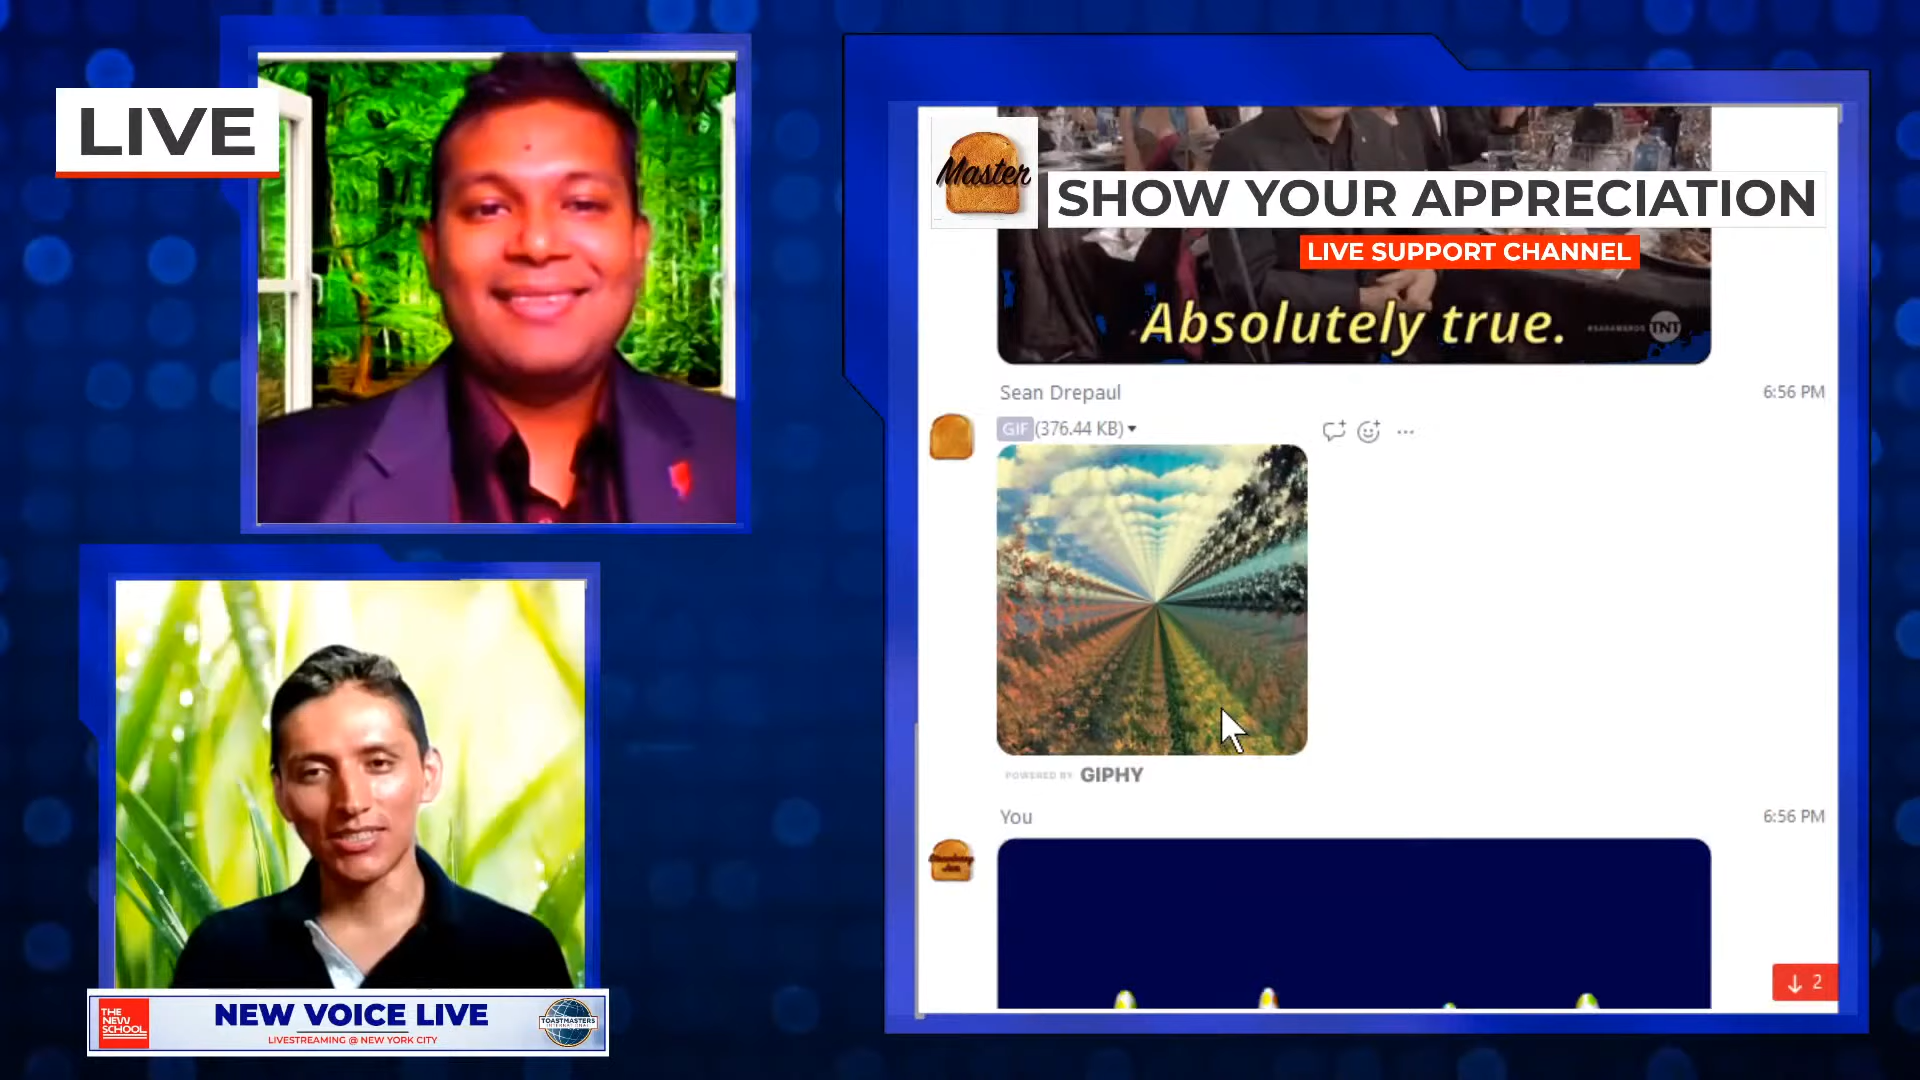 LIVE
Master
SHOW YOUR APPRECIATION
LIVE SUPPORT CHANNEL
Absolutely true.
#SAGAWARDS TNT
Sean Drepaul 6:56 PM
GIF (376.44 KB)
POWERED BY GIPHY
You 6:56 PM
2
THE
NEW
SCHOOL
NEW VOICE LIVE
LIVESTREAMING @ NEW YORK CITY
TOASTMASTERS
INTERNATIONAL